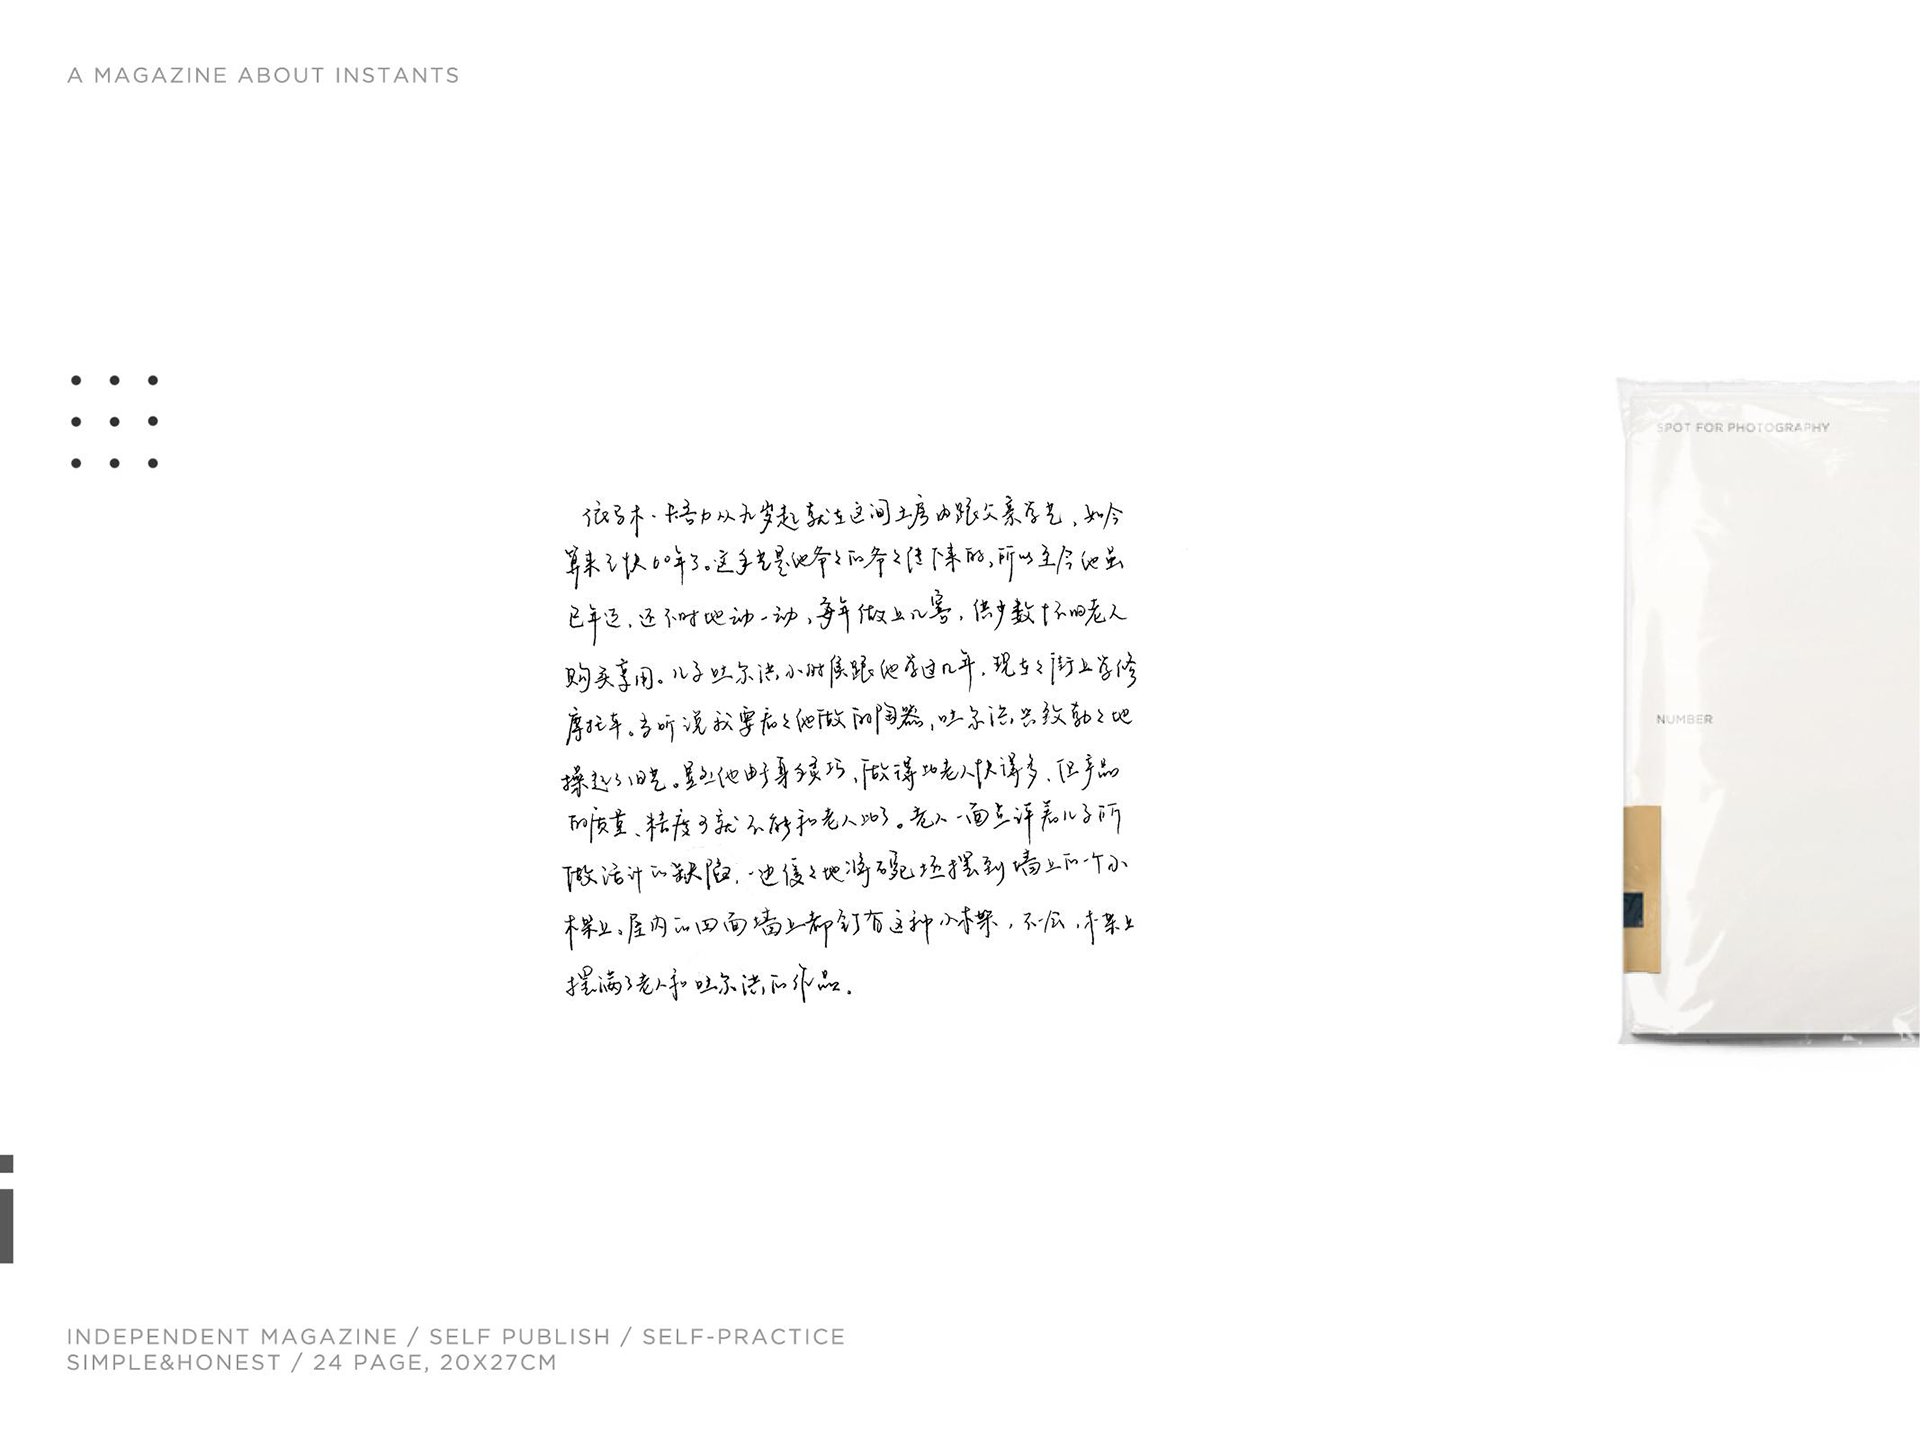 A MAGAZINE ABOUT INSTANTS
SPOT FOR PHOTOGRAPHY
依马木·卡吾力从九岁起就在这间土房内跟父亲学艺，如今
算来已快60年了。这手艺是他爷爷的爷爷传下来的，所以至今他虽
已年迈，还不时地动一动，每年做上几窑，供少数怀旧老人
购买享用。儿子吐尔洪小时候跟他学过几年，现在在街上学修
摩托车。当听说我要看看他做的陶器，吐尔洪兴致勃勃地
操起了旧艺。显然他由于身手灵巧，做得比老人快得多，但产品
的质量、精度可就不能和老人比了。老人一面点评着儿子所
做活计的缺陷，一边慢慢地将碗坯摆到墙上的一个小
木架上。屋内的四面墙上都钉有这种小木架，不一会，木架上
摆满了老人和吐尔洪的作品.
NUMBER
i
INDEPENDENT MAGAZINE / SELF PUBLISH / SELF-PRACTICE
SIMPLE&HONEST / 24 PAGE, 20X27CM